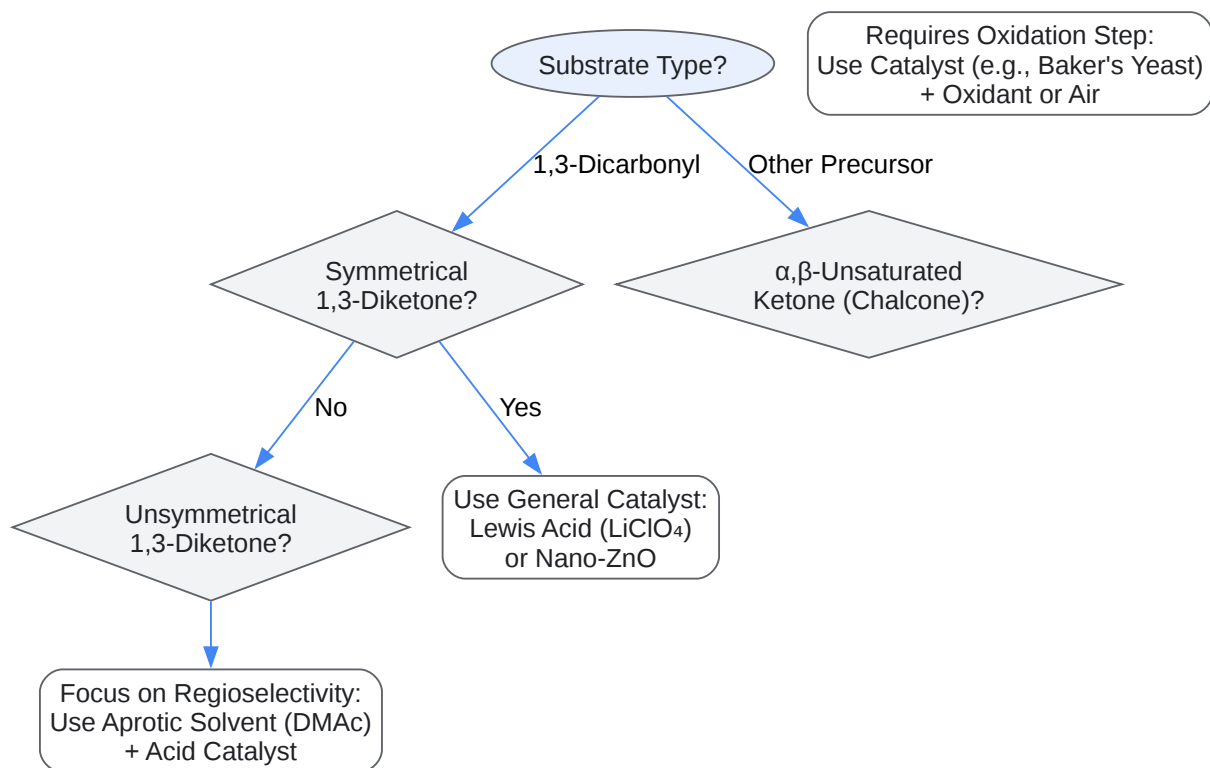 Substrate Type?
Requires Oxidation Step:
Use Catalyst (e.g., Baker's Yeast)
+ Oxidant or Air
1,3-Dicarbonyl
Other Precursor
Symmetrical
1,3-Diketone?
α,β-Unsaturated
Ketone (Chalcone)?
No
Yes
Unsymmetrical
1,3-Diketone?
Use General Catalyst:
Lewis Acid (LiClO₄)
or Nano-ZnO
Focus on Regioselectivity:
Use Aprotic Solvent (DMAc)
+ Acid Catalyst